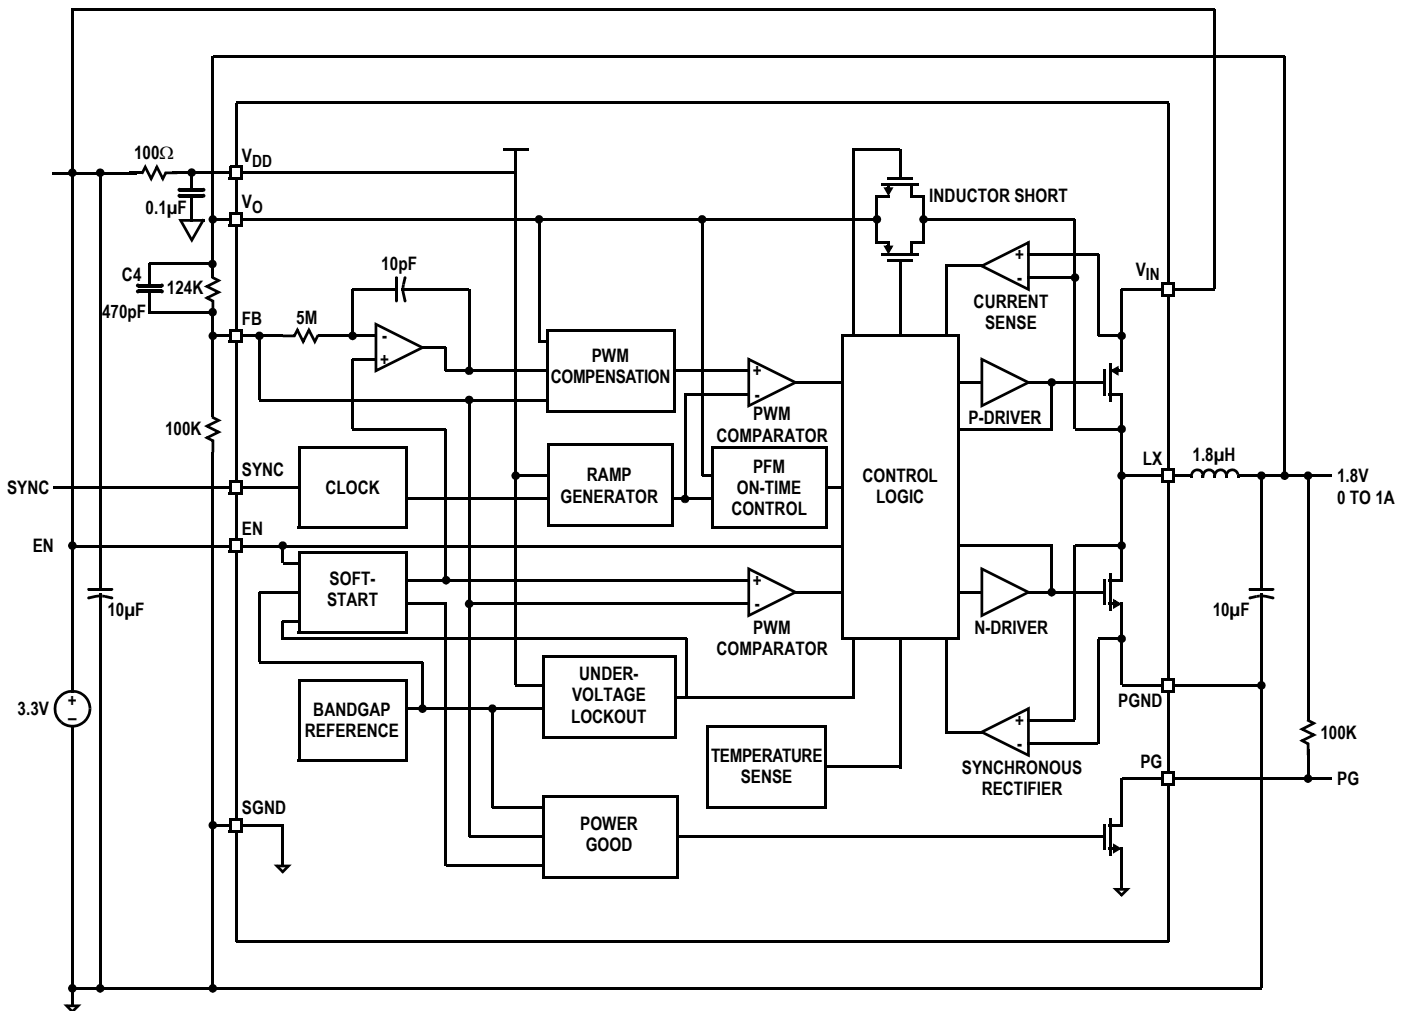 100Ω
VDD
0.1µF
VO
INDUCTOR SHORT
C4
124K
470pF
10pF
+
-
CURRENT
SENSE
VIN
FB
5M
-
+
PWM
COMPENSATION
+
-
PWM
COMPARATOR
P-DRIVER
100K
SYNC
SYNC
CLOCK
RAMP
GENERATOR
PFM
ON-TIME
CONTROL
CONTROL
LOGIC
LX
1.8µH
1.8V
0 TO 1A
EN
EN
SOFT-
START
+
-
PWM
COMPARATOR
N-DRIVER
10µF
10µF
3.3V
+
-
BANDGAP
REFERENCE
UNDER-
VOLTAGE
LOCKOUT
TEMPERATURE
SENSE
+
-
SYNCHRONOUS
RECTIFIER
PGND
100K
PG
PG
SGND
POWER
GOOD